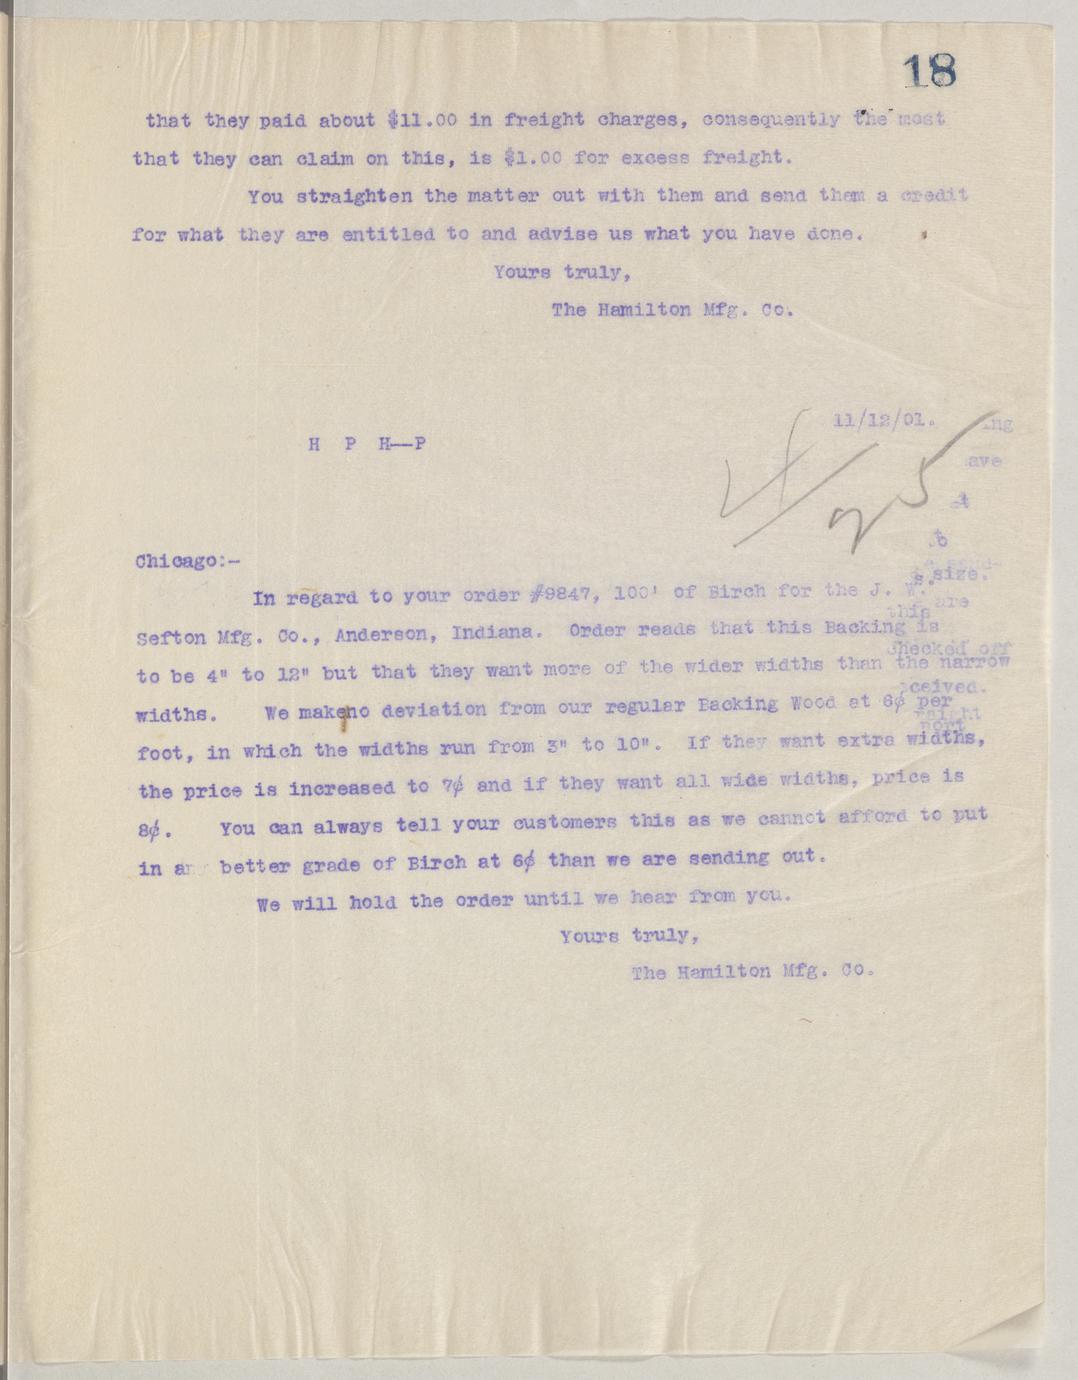 18
that they paid about $11.00 in freight charges, consequently the most
that they can claim on this, is $1.00 for excess freight.
You straighten the matter out with them and send them a credit
for what they are entitled to and advise us what you have done.
Yours truly,
The Hamilton Mfg. Co.
11/12/01.
H P H—P
Chicago:-
In regard to your order #9847, 100' of Birch for the J. W.
Sefton Mfg. Co., Anderson, Indiana. Order reads that this Backing is
to be 4" to 12" but that they want more of the wider widths than the narrow
widths. We make no deviation from our regular Backing Wood at 6¢ per
foot, in which the widths run from 3" to 10". If they want extra widths,
the price is increased to 7¢ and if they want all wide widths, price is
8¢. You can always tell your customers this as we cannot afford to put
in a better grade of Birch at 6¢ than we are sending out.
We will hold the order until we hear from you.
Yours truly,
The Hamilton Mfg. Co.
size.
are
this
checked off